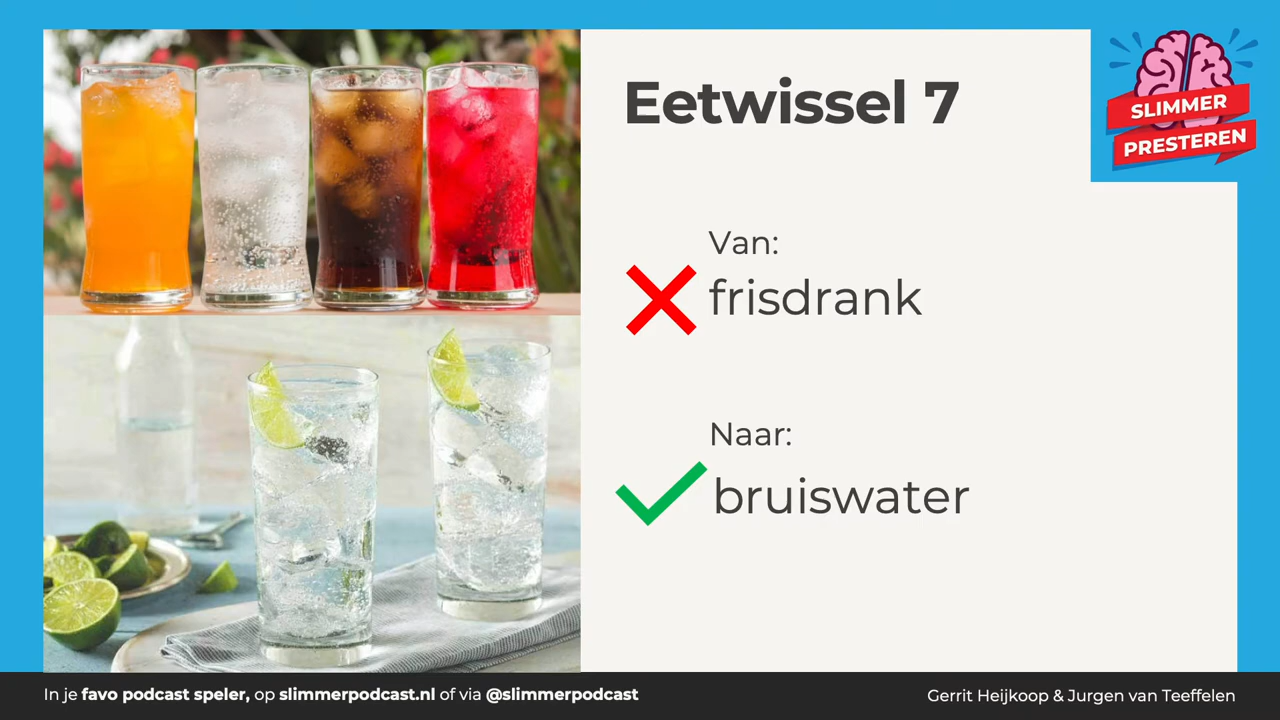 Eetwissel 7
SLIMMER
PRESTEREN
Van:
frisdrank
Naar:
bruiswater
In je favo podcast speler, op slimmerpodcast.nl of via @slimmerpodcast
Gerrit Heijkoop & Jurgen van Teeffelen